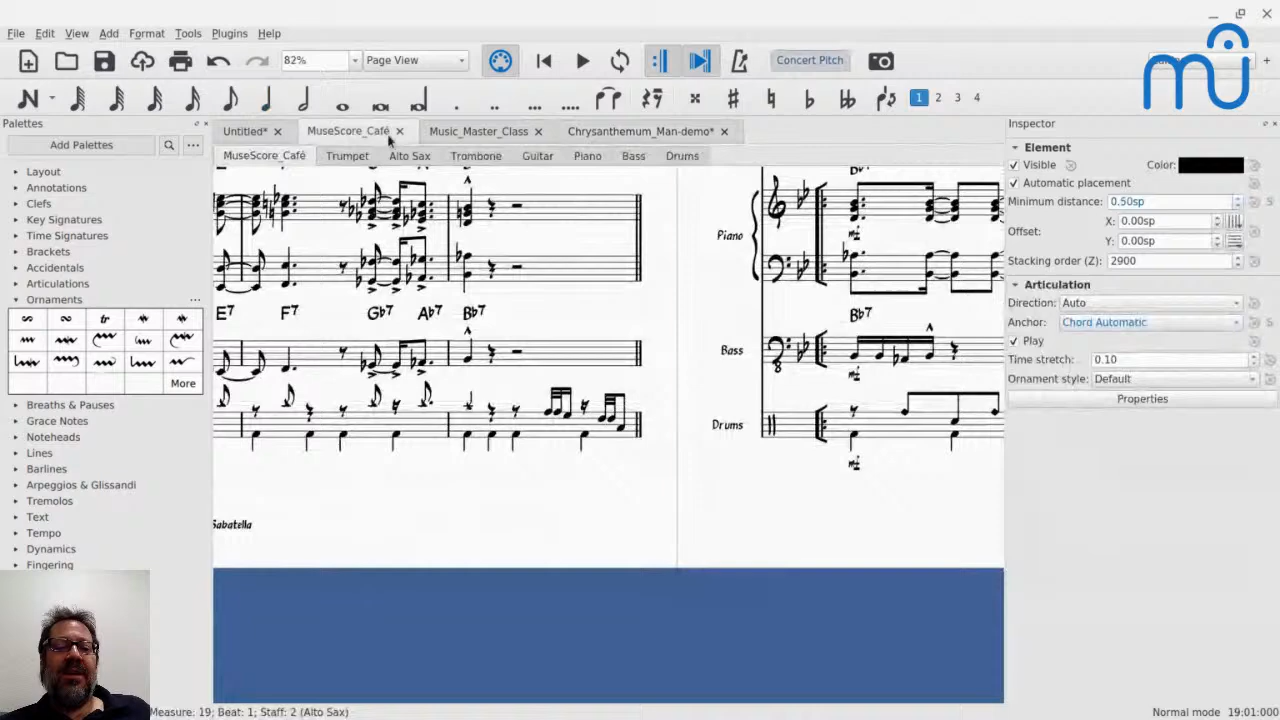 File Edit View Add Format Tools Plugins Help
82% Page View Concert Pitch
1 2 3 4
Palettes
Untitled* MuseScore_Café Music_Master_Class Chrysanthemum_Man-demo*
Inspector
Add Palettes
MuseScore_Café Trumpet Alto Sax Trombone Guitar Piano Bass Drums
Layout
Annotations
Clefs
Key Signatures
Time Signatures
Brackets
Accidentals
Articulations
Ornaments
tr
More
Breaths & Pauses
Grace Notes
Noteheads
Lines
Barlines
Arpeggios & Glissandi
Tremolos
Text
Tempo
Dynamics
Fingering
E7 F7 Gb7 Ab7 Bb7
Sabatella
Piano
mf
Bb7
Bass
mf
Drums
mf
Element
Visible Color:
Automatic placement
Minimum distance: 0.50sp S
Offset: X: 0.00sp
Y: 0.00sp
Stacking order (Z): 2900
Articulation
Direction: Auto
Anchor: Chord Automatic S
Play
Time stretch: 0.10
Ornament style: Default
Properties
Measure: 19; Beat: 1; Staff: 2 (Alto Sax)
Normal mode 19:01:000